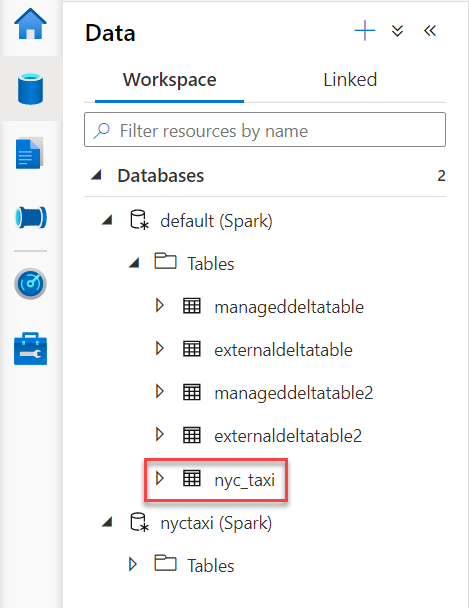 Data
Workspace Linked
Filter resources by name
Databases 2
default (Spark)
Tables
manageddeltatable
externaldeltatable
manageddeltatable2
externaldeltatable2
nyc_taxi
nyctaxi (Spark)
Tables